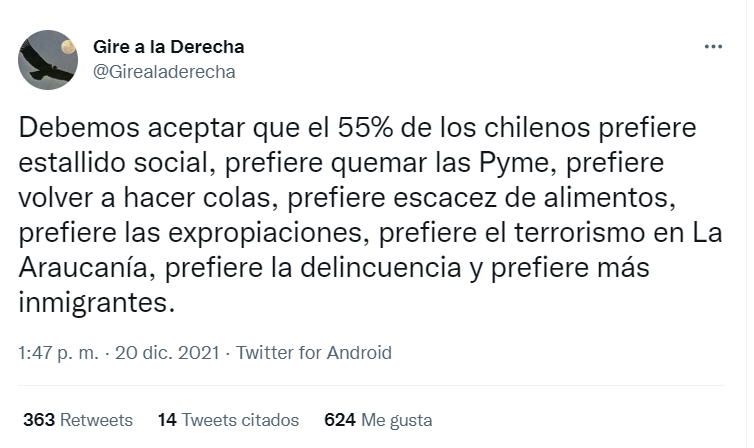 Gire a la Derecha
@Girealaderecha
Debemos aceptar que el 55% de los chilenos prefiere
estallido social, prefiere quemar las Pyme, prefiere
volver a hacer colas, prefiere escacez de alimentos,
prefiere las expropiaciones, prefiere el terrorismo en La
Araucanía, prefiere la delincuencia y prefiere más
inmigrantes.
1:47 p. m. · 20 dic. 2021 · Twitter for Android
363 Retweets 14 Tweets citados 624 Me gusta